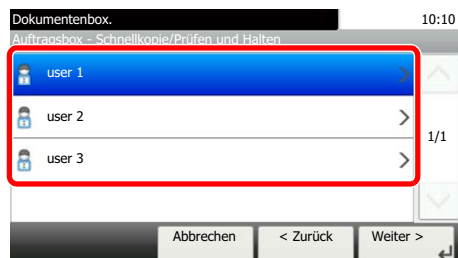 Dokumentenbox. 10:10
Auftragsbox - Schnellkopie/Prüfen und Halten
user 1
user 2
1/1
user 3
Abbrechen < Zurück Weiter >